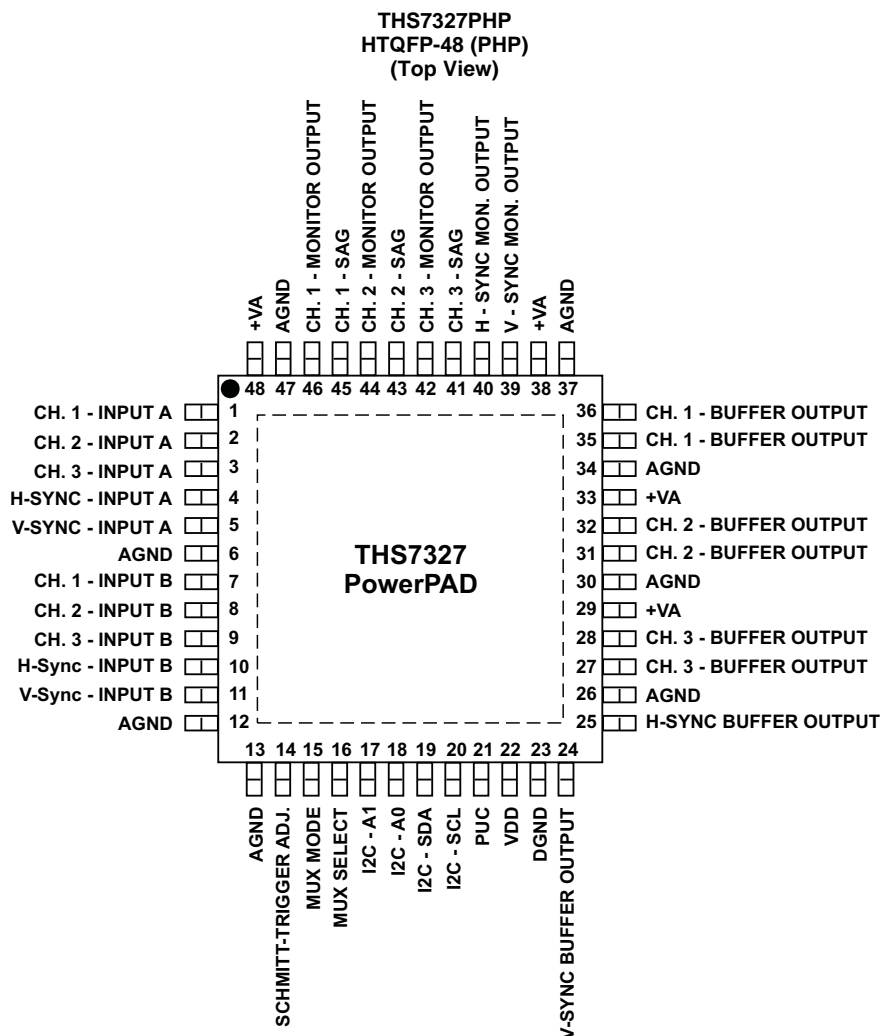 THS7327PHP
HTQFP-48 (PHP)
(Top View)
+VA
AGND
CH. 1 - MONITOR OUTPUT
CH. 1 - SAG
CH. 2 - MONITOR OUTPUT
CH. 2 - SAG
CH. 3 - MONITOR OUTPUT
CH. 3 - SAG
H - SYNC MON. OUTPUT
V - SYNC MON. OUTPUT
+VA
AGND
48 47 46 45 44 43 42 41 40 39 38 37
CH. 1 - INPUT A 1
CH. 2 - INPUT A 2
CH. 3 - INPUT A 3
H-SYNC - INPUT A 4
V-SYNC - INPUT A 5
AGND 6
CH. 1 - INPUT B 7
CH. 2 - INPUT B 8
CH. 3 - INPUT B 9
H-Sync - INPUT B 10
V-Sync - INPUT B 11
AGND 12
THS7327
PowerPAD
36 CH. 1 - BUFFER OUTPUT
35 CH. 1 - BUFFER OUTPUT
34 AGND
33 +VA
32 CH. 2 - BUFFER OUTPUT
31 CH. 2 - BUFFER OUTPUT
30 AGND
29 +VA
28 CH. 3 - BUFFER OUTPUT
27 CH. 3 - BUFFER OUTPUT
26 AGND
25 H-SYNC BUFFER OUTPUT
13 14 15 16 17 18 19 20 21 22 23 24
AGND
SCHMITT-TRIGGER ADJ.
MUX MODE
MUX SELECT
I2C - A1
I2C - A0
I2C - SDA
I2C - SCL
PUC
VDD
DGND
V-SYNC BUFFER OUTPUT